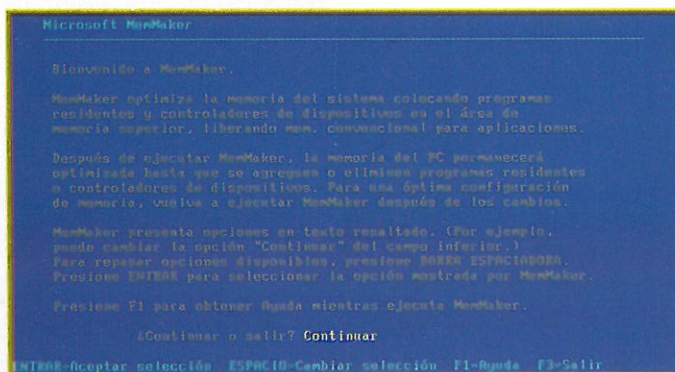 Microsoft MemMaker
Bienvenido a MemMaker.
MemMaker optimiza la memoria del sistema colocando programas
residentes y controladores de dispositivos en el área de
memoria superior, liberando mem. convencional para aplicaciones.
Después de ejecutar MemMaker, la memoria del PC permanecerá
optimizada hasta que se agreguen o eliminen programas residentes
o controladores de dispositivos. Para una óptima configuración
de memoria, vuelva a ejecutar MemMaker después de los cambios.
MemMaker presenta opciones en texto resaltado. (Por ejemplo,
puede cambiar la opción "Continuar" del campo inferior.)
Para repasar opciones disponibles, presione BARRA ESPACIADORA.
Presione ENTRAR para seleccionar la opción mostrada por MemMaker.
Presione F1 para obtener Ayuda mientras ejecuta MemMaker.
¿Continuar o salir? Continuar
ENTRAR=Aceptar selección ESPACIO=Cambiar selección F1=Ayuda F3=Salir